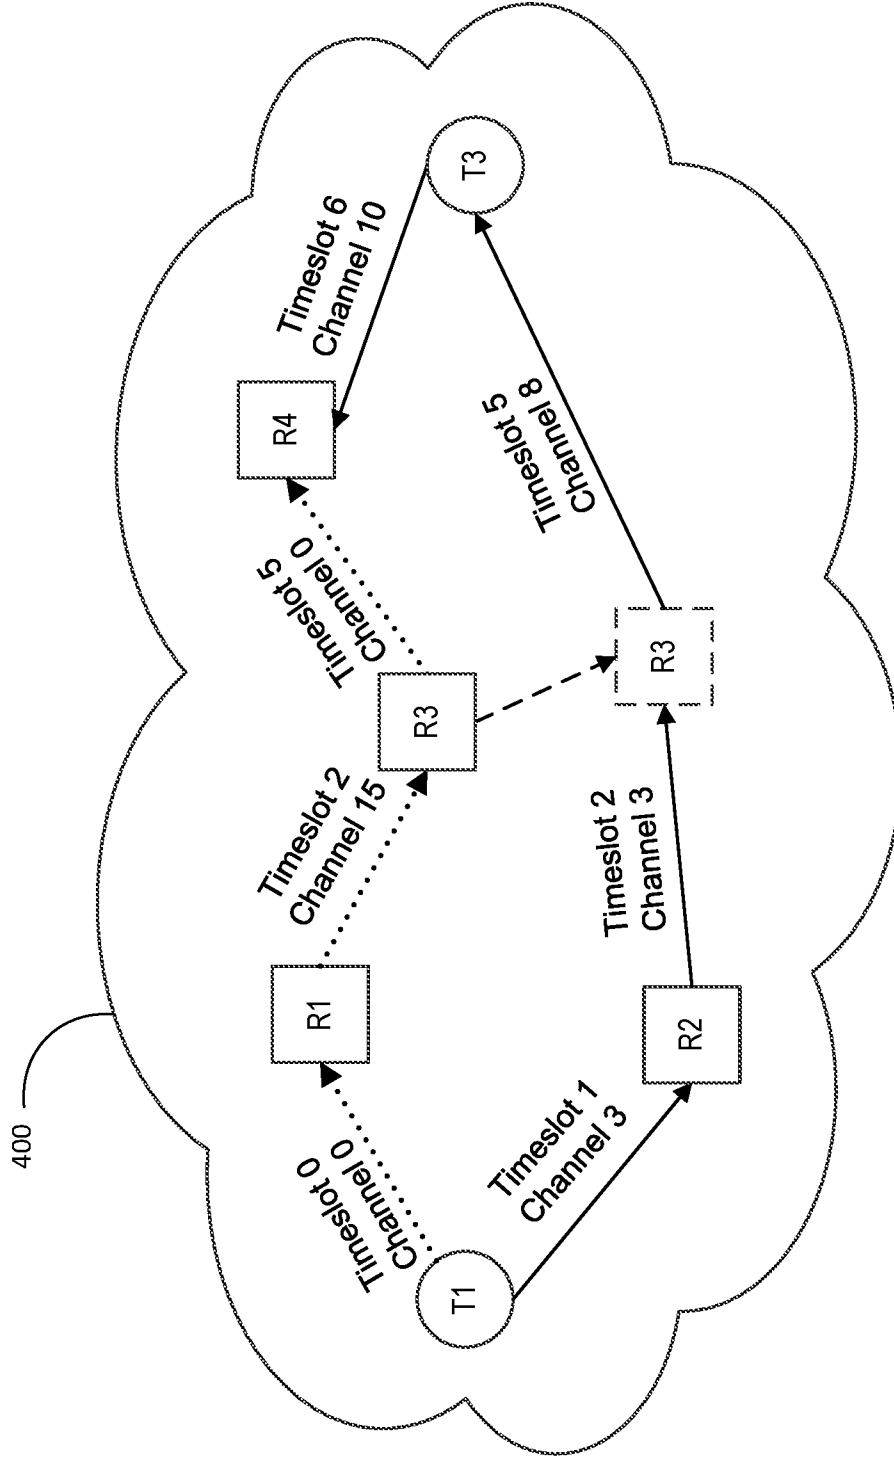 400
T1
Timeslot 0
Channel 0
R1
Timeslot 2
Channel 15
R3
Timeslot 5
Channel 0
R4
Timeslot 6
Channel 10
T3
Timeslot 1
Channel 3
R2
Timeslot 2
Channel 3
R3
Timeslot 5
Channel 8